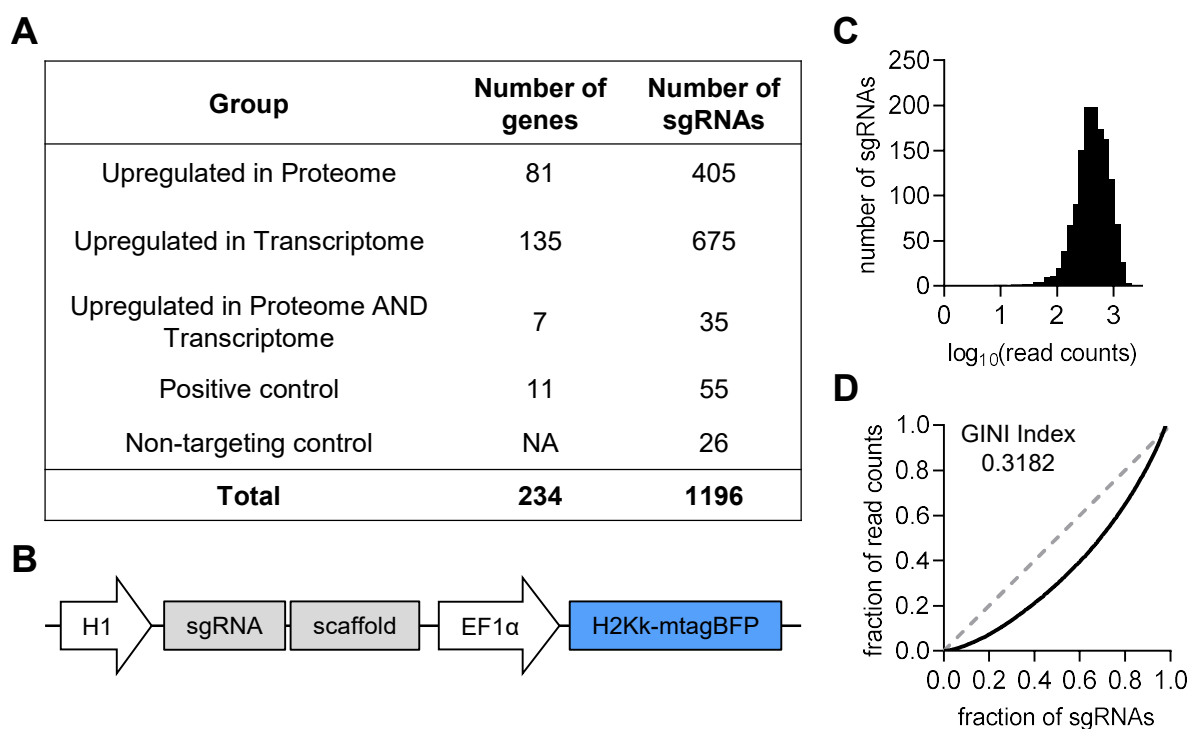 A
Group
Number of
genes
Number of
sgRNAs
Upregulated in Proteome 81 405
Upregulated in Transcriptome 135 675
Upregulated in Proteome AND
Transcriptome
7 35
Positive control 11 55
Non-targeting control NA 26
Total 234 1196
B
H1 sgRNA scaffold EF1α H2Kk-mtagBFP
C
number of sgRNAs
250
200
150
100
50
0
0 1 2 3
log10(read counts)
D
fraction of read counts
1.0
0.8
0.6
0.4
0.2
0.0
GINI Index
0.3182
0.0 0.2 0.4 0.6 0.8 1.0
fraction of sgRNAs